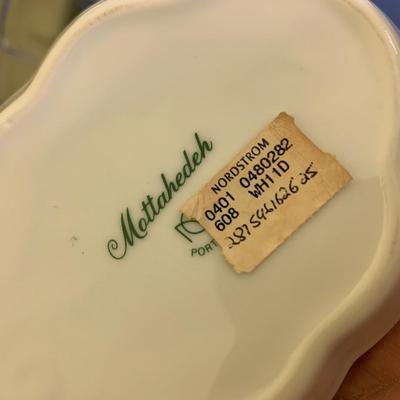 Mottahedeh
PORT
NORDSTROM
0401 0480282
608 WH11D